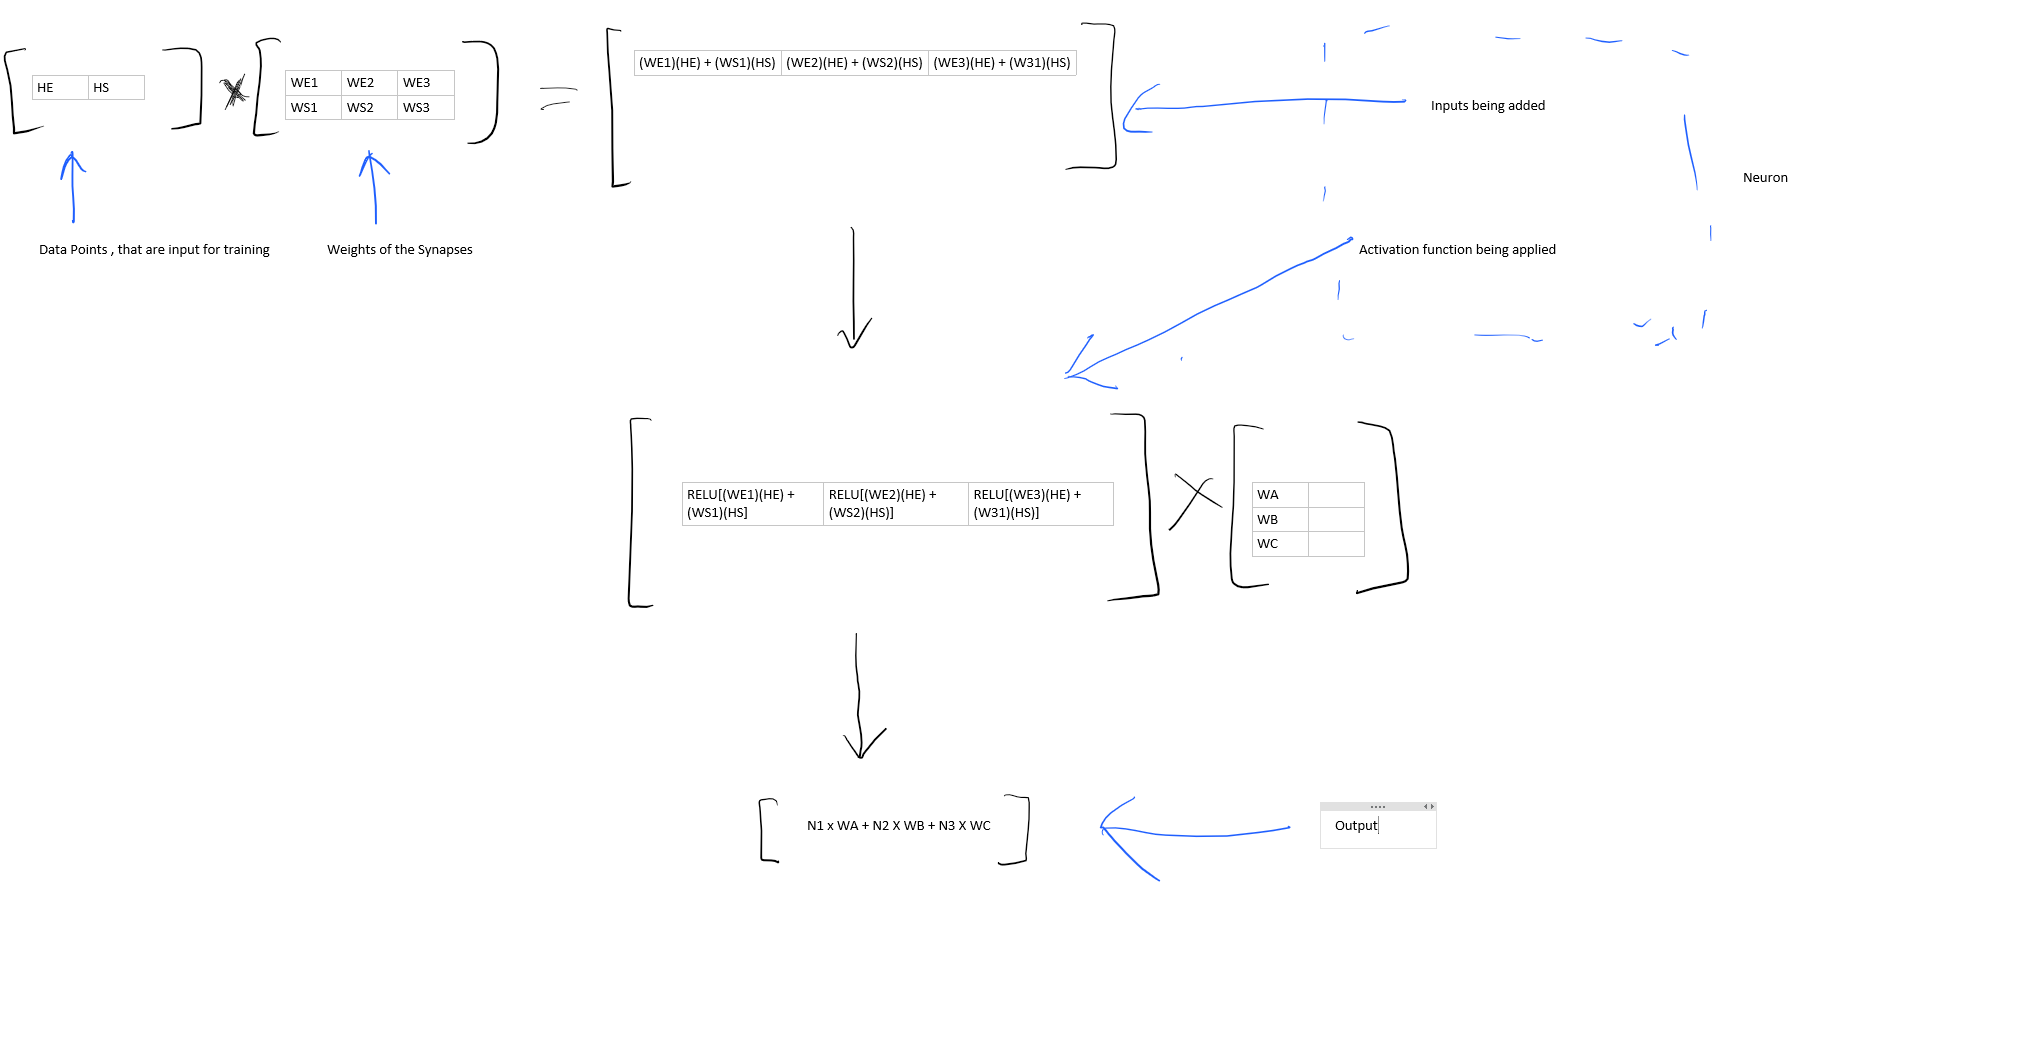 HE HS
WE1 WE2 WE3
WS1 WS2 WS3
(WE1)(HE) + (WS1)(HS) (WE2)(HE) + (WS2)(HS) (WE3)(HE) + (W31)(HS)
Inputs being added
Neuron
Data Points , that are input for training
Weights of the Synapses
Activation function being applied
RELU[(WE1)(HE) +
(WS1)(HS]
RELU[(WE2)(HE) +
(WS2)(HS)]
RELU[(WE3)(HE) +
(W31)(HS)]
WA
WB
WC
N1 x WA + N2 X WB + N3 X WC
Output